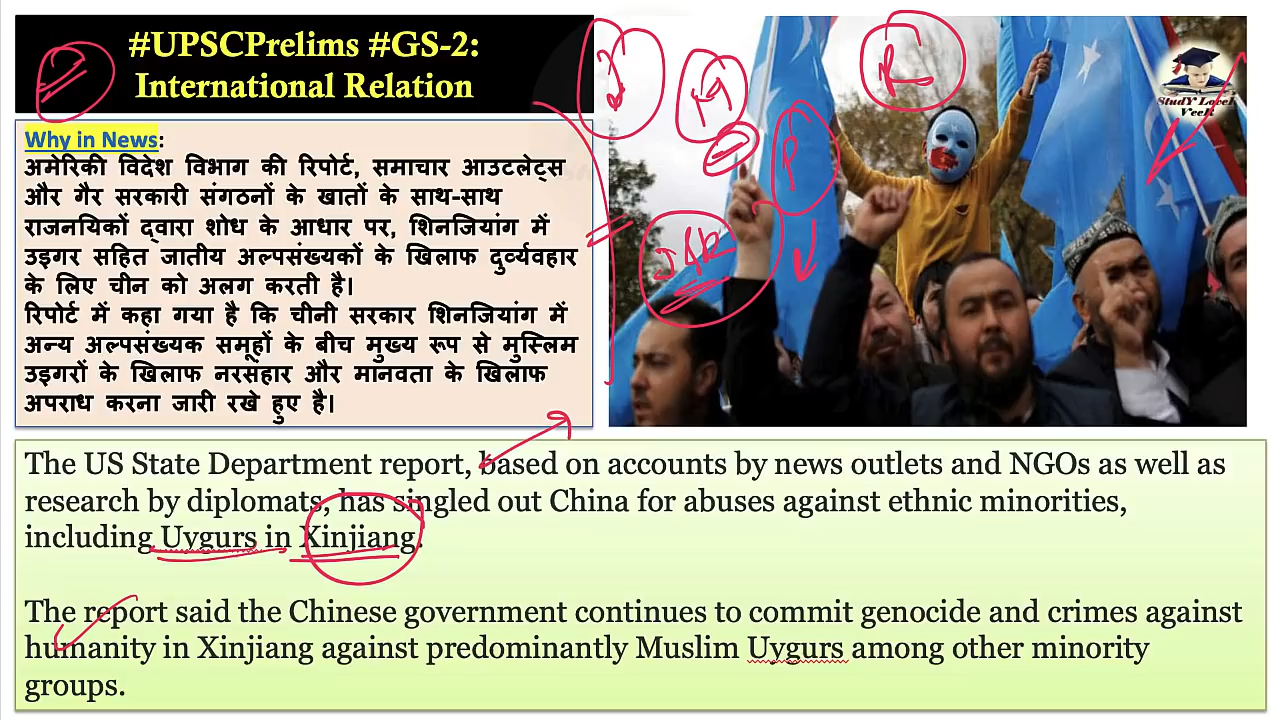 #UPSCPrelims #GS-2:
International Relation
Why in News:
अमेरिकी विदेश विभाग की रिपोर्ट, समाचार आउटलेट्स
और गैर सरकारी संगठनों के खातों के साथ-साथ
राजनयिकों द्वारा शोध के आधार पर, शिनजियांग में
उइगर सहित जातीय अल्पसंख्यकों के खिलाफ दुर्व्यवहार
के लिए चीन को अलग करती है।
रिपोर्ट में कहा गया है कि चीनी सरकार शिनजियांग में
अन्य अल्पसंख्यक समूहों के बीच मुख्य रूप से मुस्लिम
उइगरों के खिलाफ नरसंहार और मानवता के खिलाफ
अपराध करना जारी रखे हुए है।
R
P
StudY LoveR
VeeR
The US State Department report, based on accounts by news outlets and NGOs as well as
research by diplomats, has singled out China for abuses against ethnic minorities,
including Uygurs in Xinjiang.
The report said the Chinese government continues to commit genocide and crimes against
humanity in Xinjiang against predominantly Muslim Uygurs among other minority
groups.